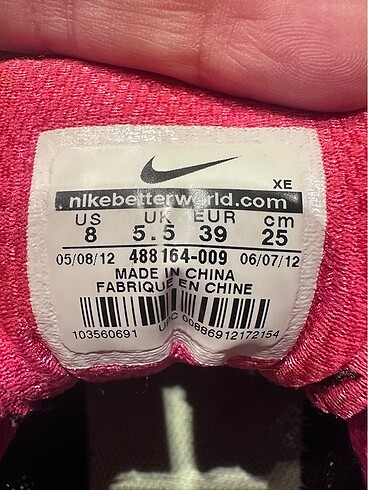 XE
nikebetterworld.com
US UK EUR cm
8 5.5 39 25
05/08/12 488164-009 06/07/12
MADE IN CHINA
FABRIQUE EN CHINE
103560691 UPC 00886912172154